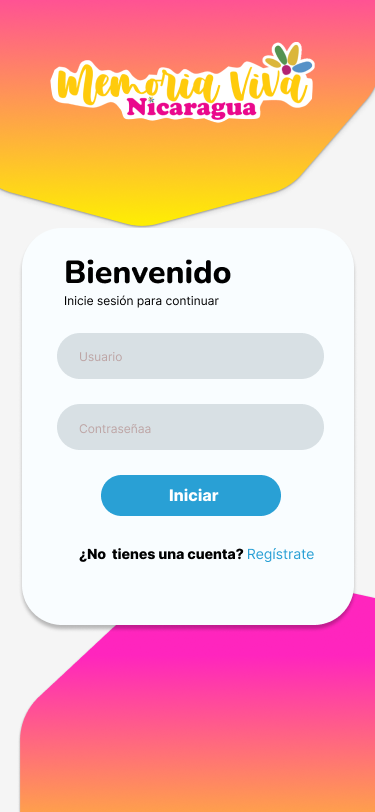 Memoria Viva
Nicaragua
Bienvenido
Inicie sesión para continuar
Usuario
Contraseñaa
Iniciar
¿No tienes una cuenta? Regístrate